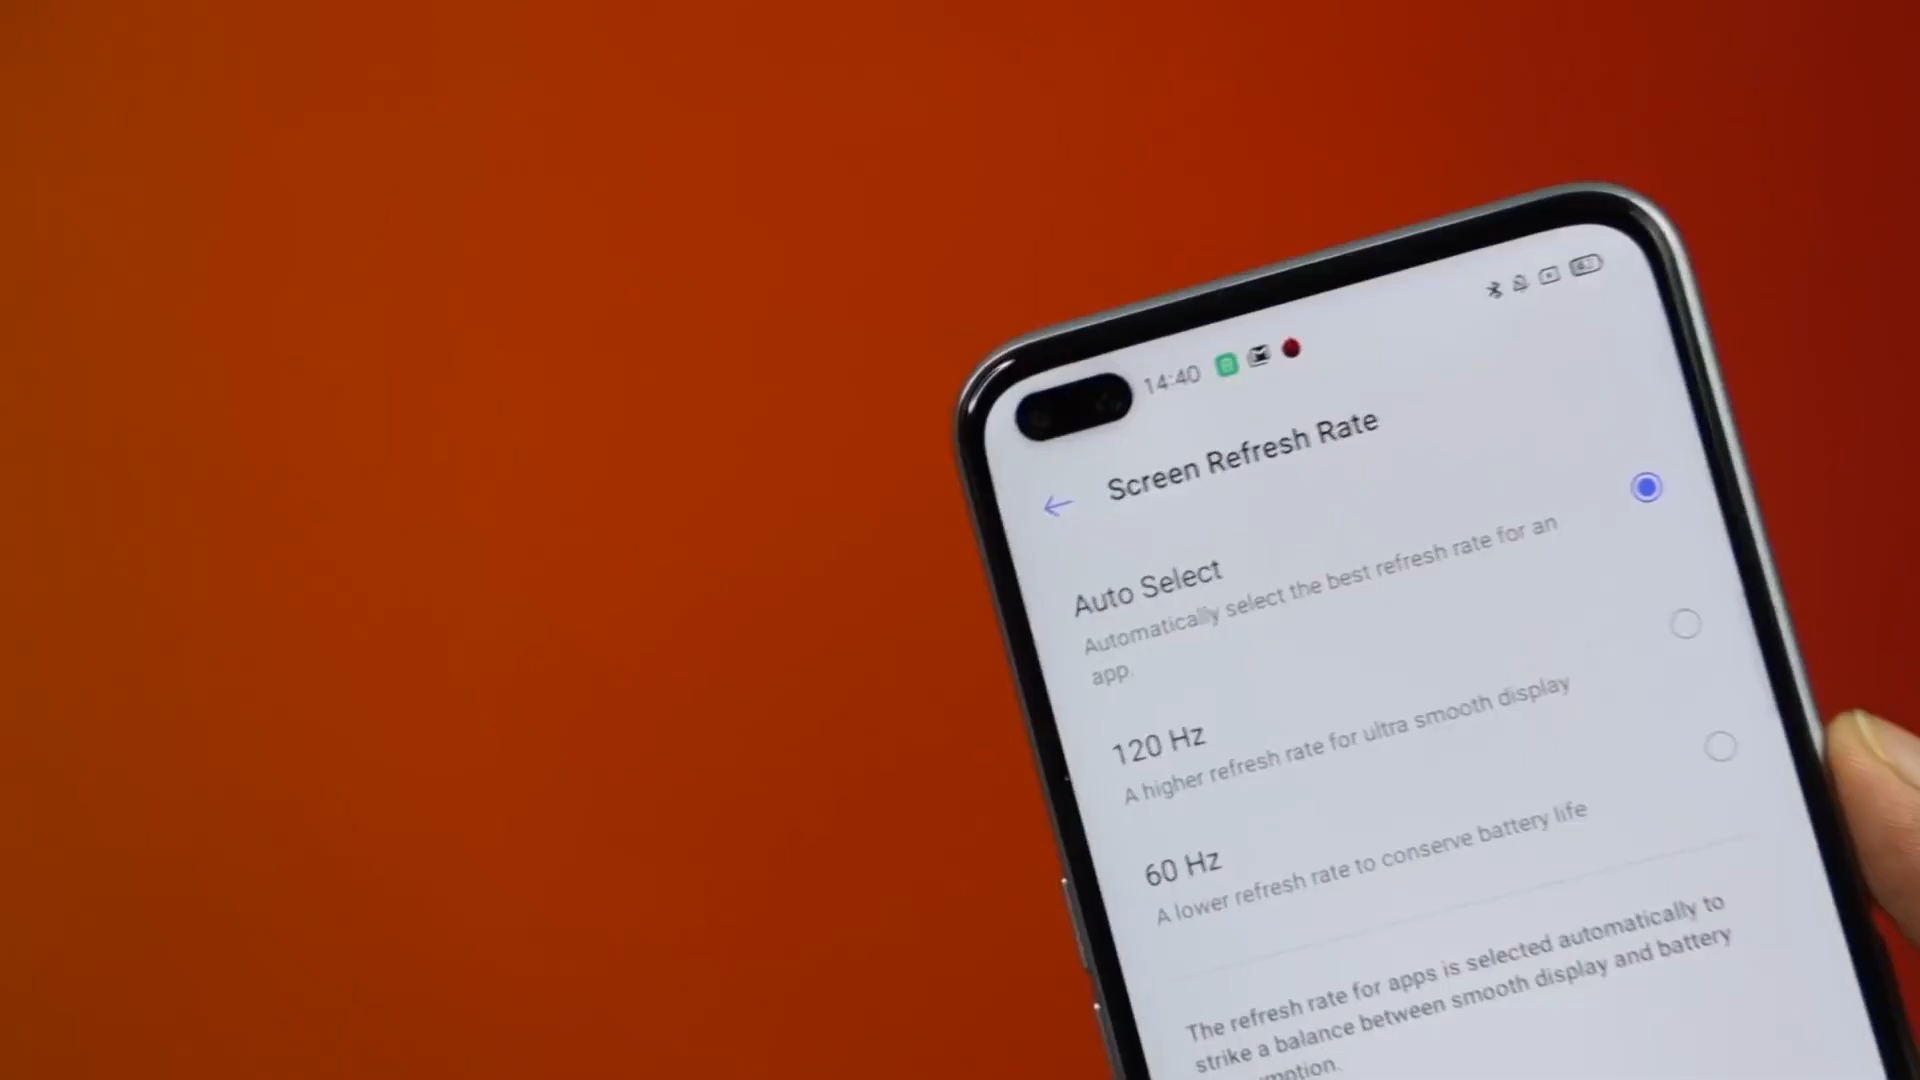 14:40
Screen Refresh Rate
Auto Select
Automatically select the best refresh rate for an
app.
120 Hz
A higher refresh rate for ultra smooth display
60 Hz
A lower refresh rate to conserve battery life
The refresh rate for apps is selected automatically to
strike a balance between smooth display and battery